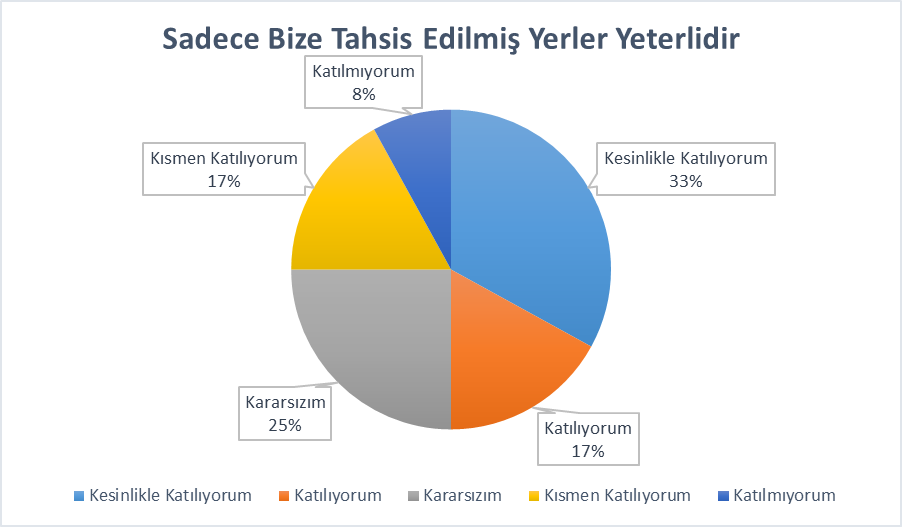 Sadece Bize Tahsis Edilmiş Yerler Yeterlidir
Katılmıyorum
8%
Kısmen Katılıyorum
17%
Kesinlikle Katılıyorum
33%
Kararsızım
25%
Katılıyorum
17%
Kesinlikle Katılıyorum Katılıyorum Kararsızım Kısmen Katılıyorum Katılmıyorum